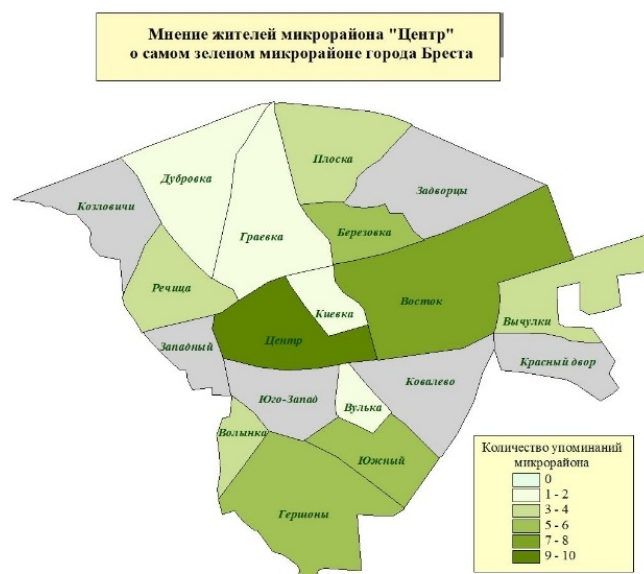 Мнение жителей микрорайона "Центр"
о самом зеленом микрорайоне города Бреста
Плоска
Дубровка
Задворцы
Козловичи
Березовка
Граевка
Речица
Восток
Киевка
Вычулки
Центр
Западный
Красный двор
Ковалево
Юго-Запад
Вулька
Волынка
Южный
Гершоны
Количество упоминаний
микрорайона
0
1 - 2
3 - 4
5 - 6
7 - 8
9 - 10